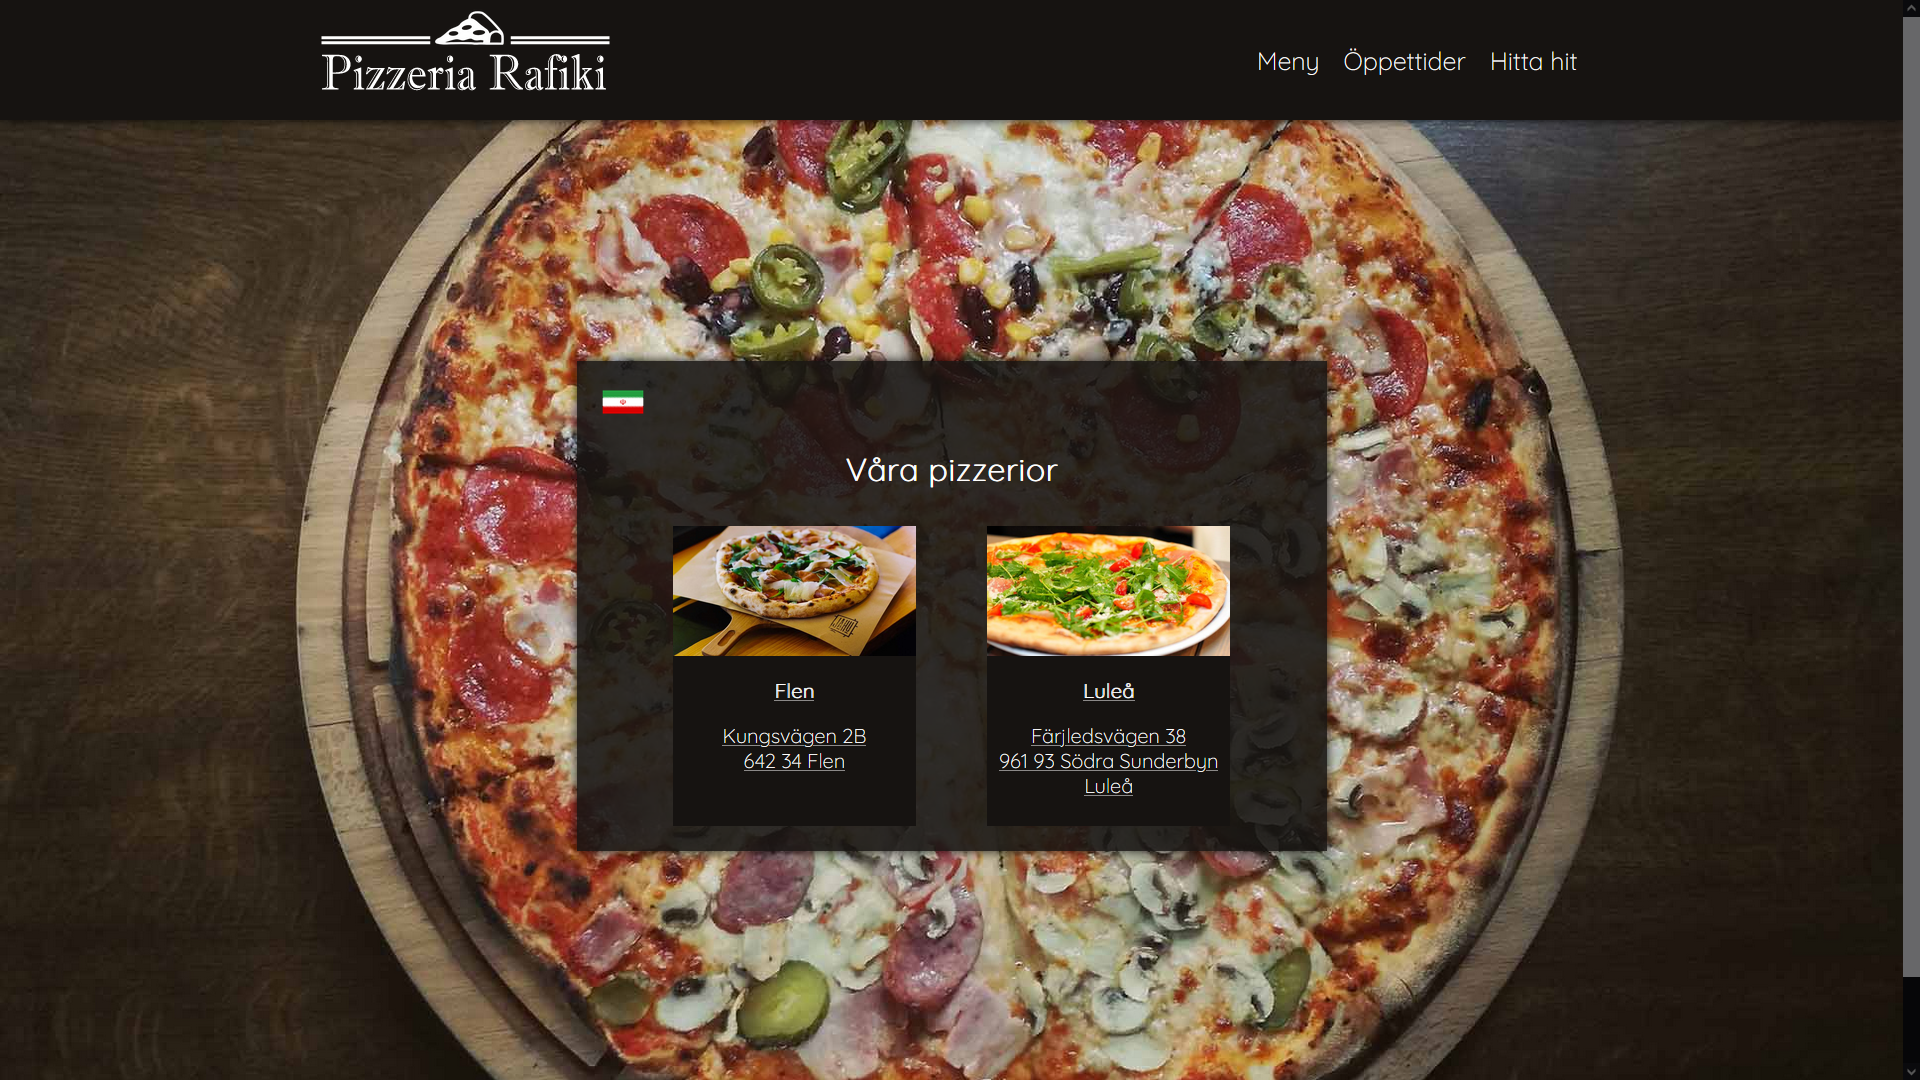 Pizzeria Rafiki
Meny Öppettider Hitta hit
Våra pizzerior
Flen
Kungsvägen 2B
642 34 Flen
Luleå
Färjledsvägen 38
961 93 Södra Sunderbyn
Luleå